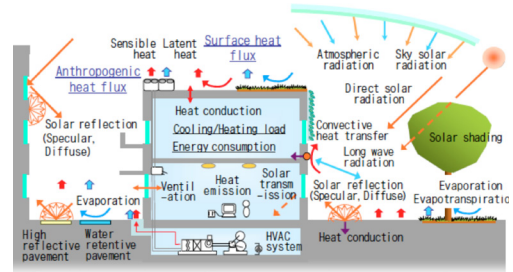 Sensible
heat
Latent
heat
Surface heat
flux
Anthropogenic
heat flux
Atmospheric
radiation
Sky solar
radiation
Direct solar
radiation
Heat conduction
Cooling/Heating load
Energy consumption
Solar reflection
(Specular,
Diffuse)
Convective
heat transfer
Solar shading
Long wave
radiation
Ventil
-ation
Heat
emission
Solar
transm
-ission
Solar reflection
(Specular, Diffuse)
Evaporation
Evaporation
Evapotranspiratio
High
reflective
pavement
Water
retentive
pavement
HVAC
system
Heat conduction